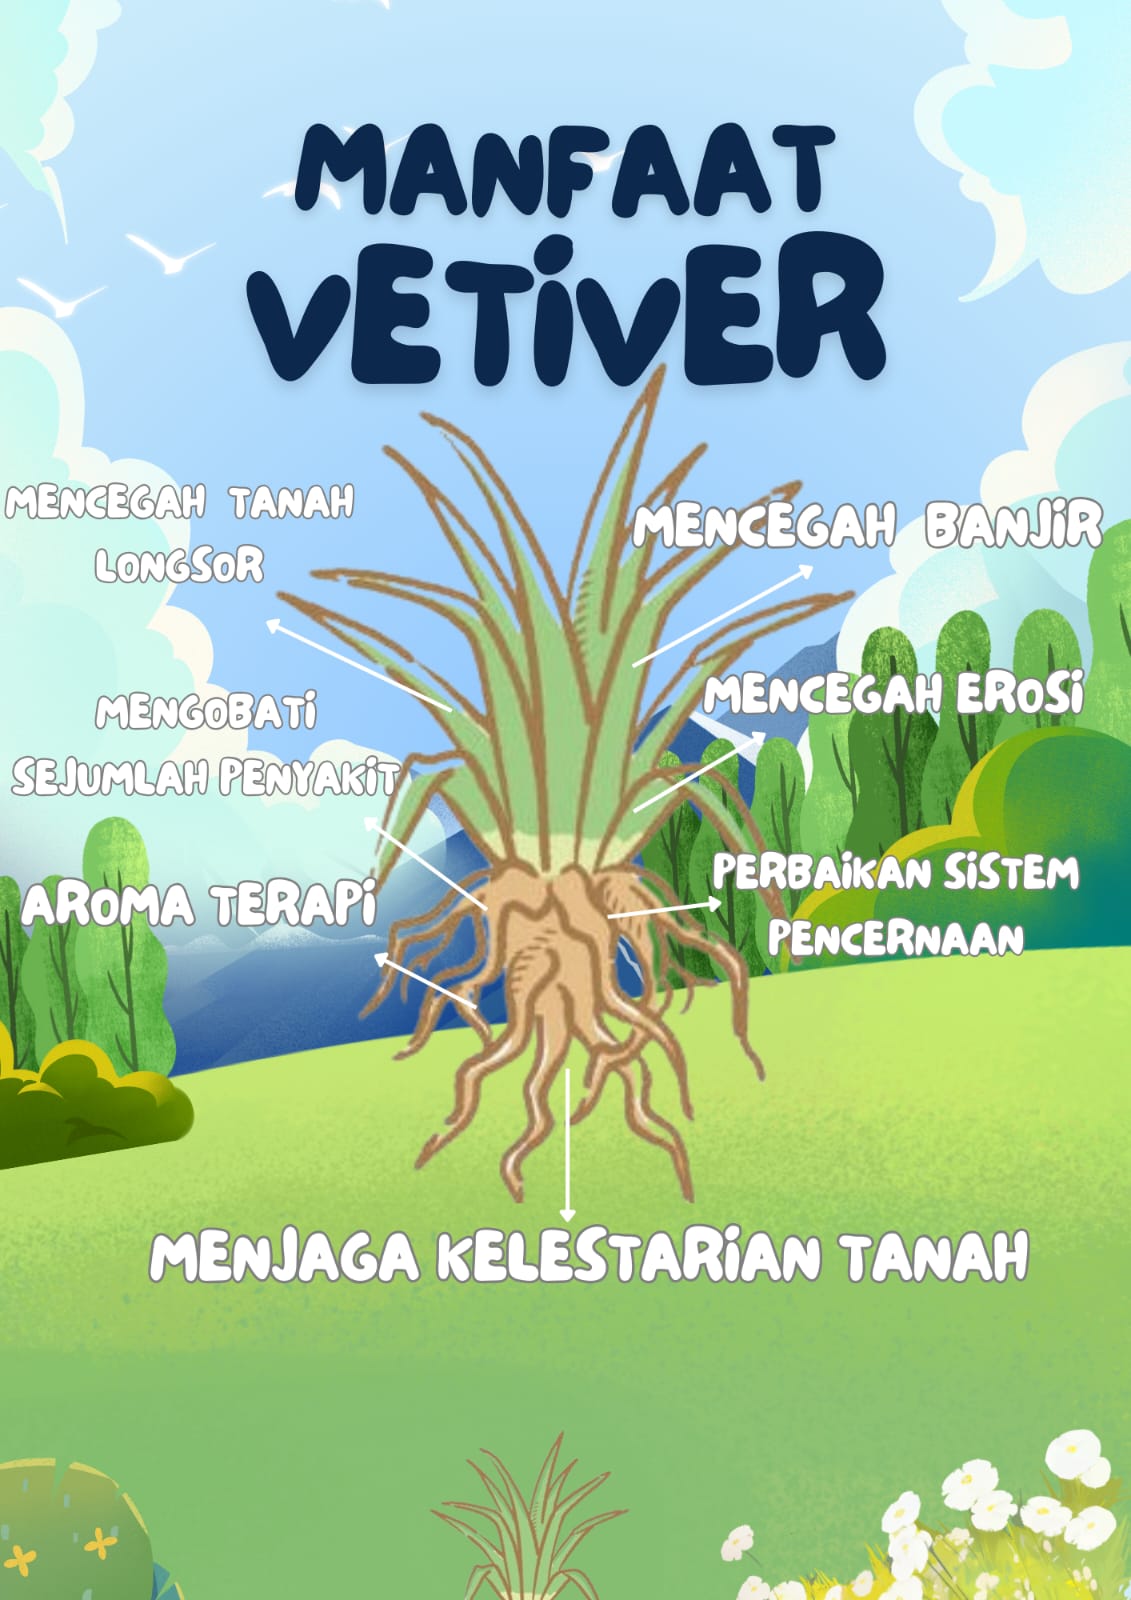 MANFAAT
VETIVER
MENCEGAH TANAH
LONGSOR
MENCEGAH BANJIR
MENGOBATI
SEJUMLAH PENYAKIT
MENCEGAH EROSI
AROMA TERAPI
PERBAIKAN SISTEM
PENCERNAAN
MENJAGA KELESTARIAN TANAH